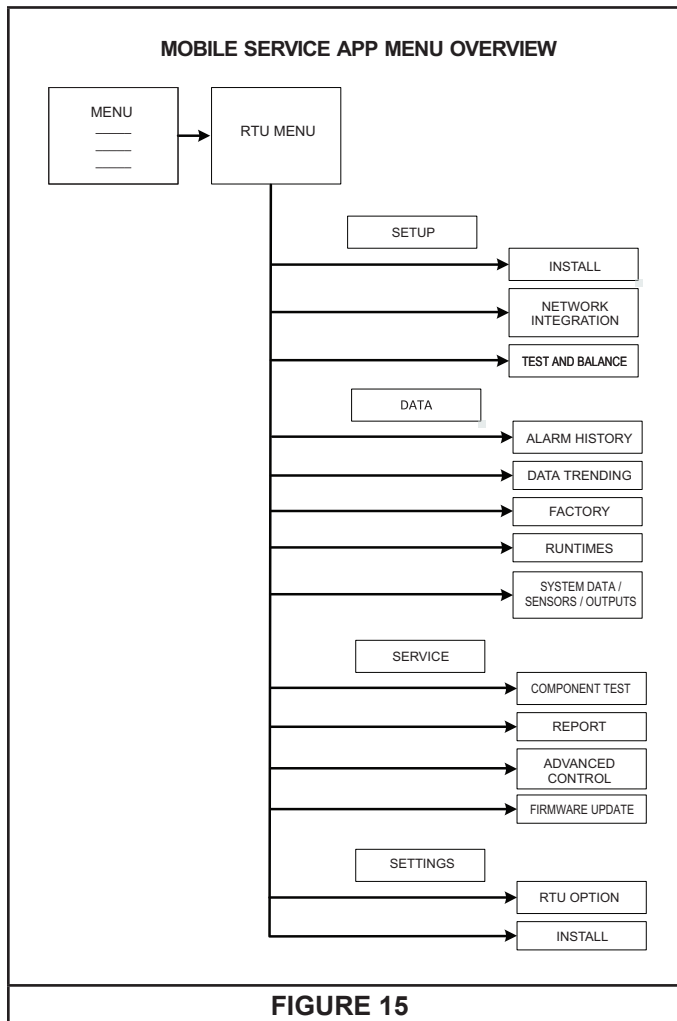 MOBILE SERVICE APP MENU OVERVIEW
MENU
RTU MENU
SETUP
INSTALL
NETWORK
INTEGRATION
TEST AND BALANCE
DATA
ALARM HISTORY
DATA TRENDING
FACTORY
RUNTIMES
SYSTEM DATA /
SENSORS / OUTPUTS
SERVICE
COMPONENT TEST
REPORT
ADVANCED
CONTROL
FIRMWARE UPDATE
SETTINGS
RTU OPTION
INSTALL
FIGURE 15